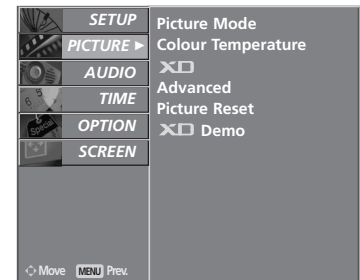 SETUP
PICTURE ►
AUDIO
TIME
OPTION
SCREEN
Move MENU Prev.
Picture Mode
Colour Temperature
XD
Advanced
Picture Reset
XD Demo
Special